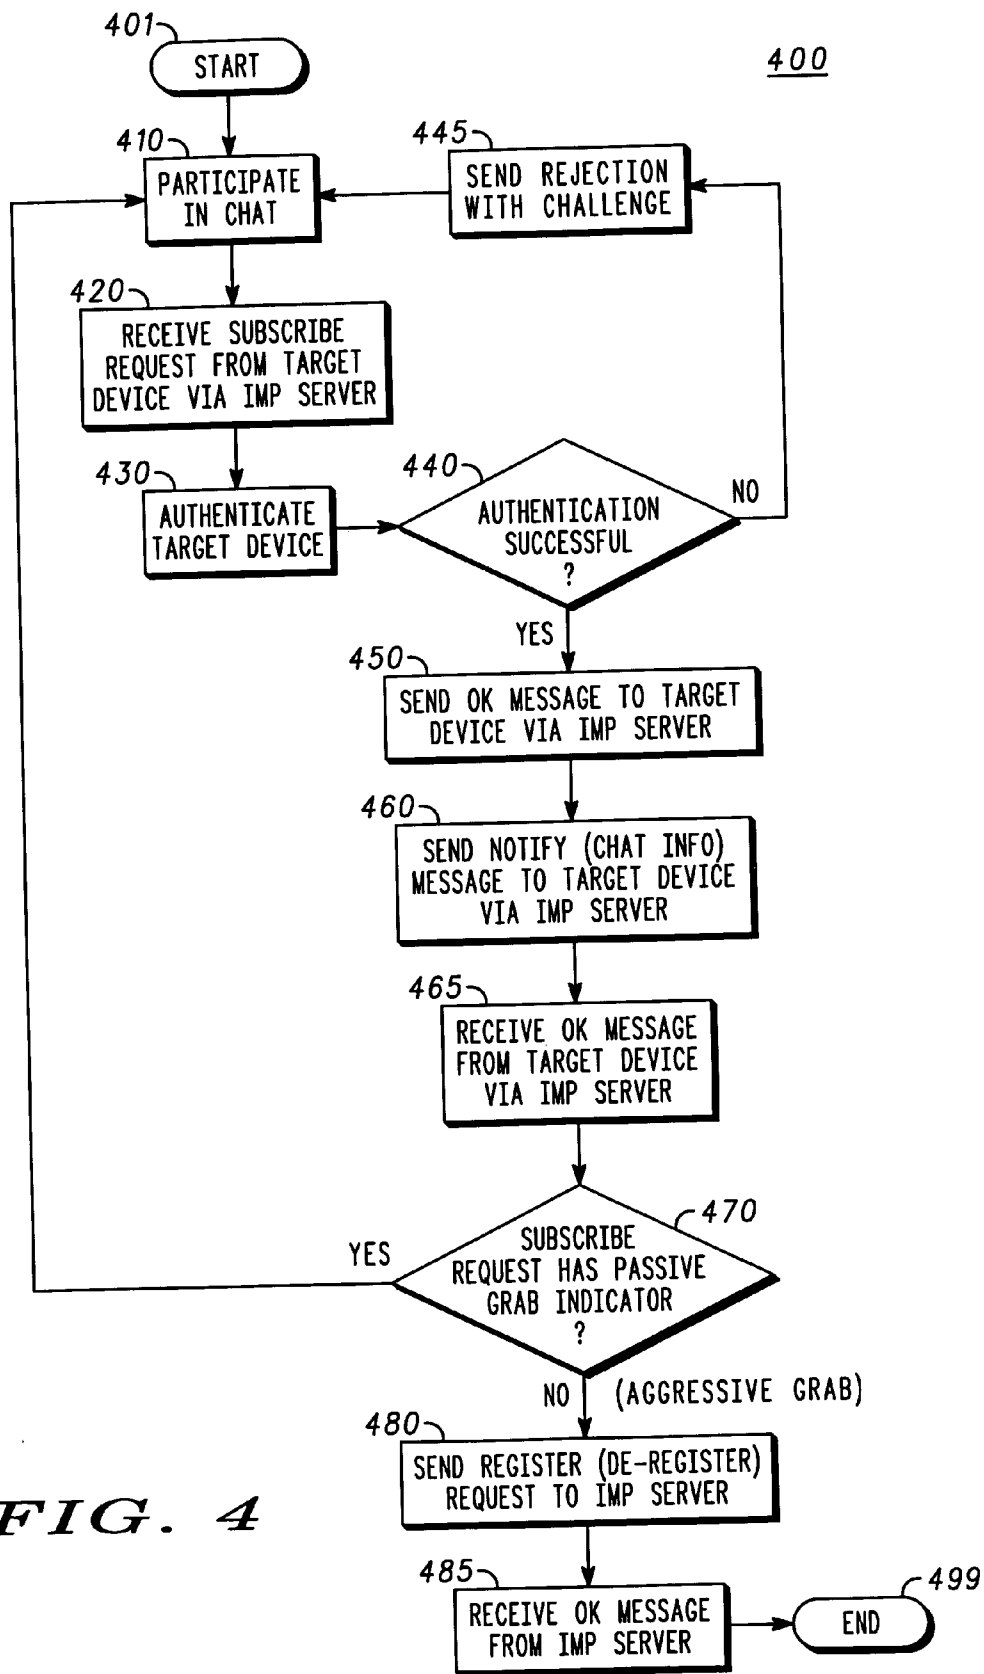 401
START
400
410
PARTICIPATE
IN CHAT
445
SEND REJECTION
WITH CHALLENGE
420
RECEIVE SUBSCRIBE
REQUEST FROM TARGET
DEVICE VIA IMP SERVER
430
AUTHENTICATE
TARGET DEVICE
440
AUTHENTICATION
SUCCESSFUL
?
NO
YES
450
SEND OK MESSAGE TO TARGET
DEVICE VIA IMP SERVER
460
SEND NOTIFY (CHAT INFO)
MESSAGE TO TARGET DEVICE
VIA IMP SERVER
465
RECEIVE OK MESSAGE
FROM TARGET DEVICE
VIA IMP SERVER
470
SUBSCRIBE
REQUEST HAS PASSIVE
GRAB INDICATOR
?
YES
NO (AGGRESSIVE GRAB)
480
SEND REGISTER (DE-REGISTER)
REQUEST TO IMP SERVER
485
RECEIVE OK MESSAGE
FROM IMP SERVER
499
END
FIG. 4